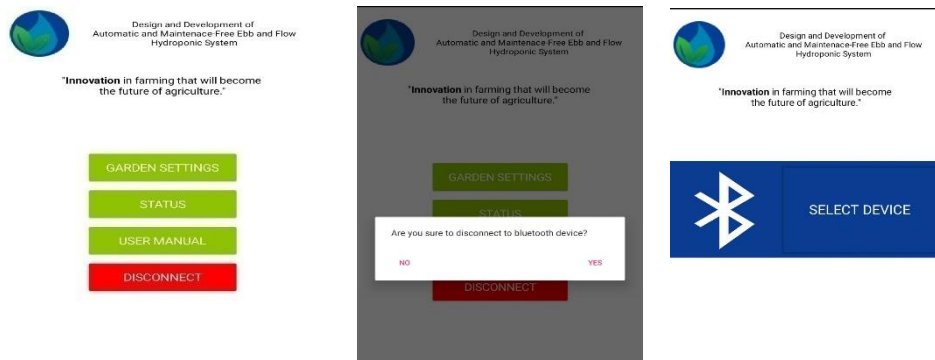 Design and Development of
Automatic and Maintenace-Free Ebb and Flow
Hydroponic System
"Innovation in farming that will become
the future of agriculture."
GARDEN SETTINGS
STATUS
USER MANUAL
DISCONNECT
Design and Development of
Automatic and Maintenace-Free Ebb and Flow
Hydroponic System
"Innovation in farming that will become
the future of agriculture."
GARDEN SETTINGS
STATUS
Are you sure to disconnect to bluetooth device?
NO YES
DISCONNECT
Design and Development of
Automatic and Maintenace-Free Ebb and Flow
Hydroponic System
"Innovation in farming that will become
the future of agriculture."
SELECT DEVICE